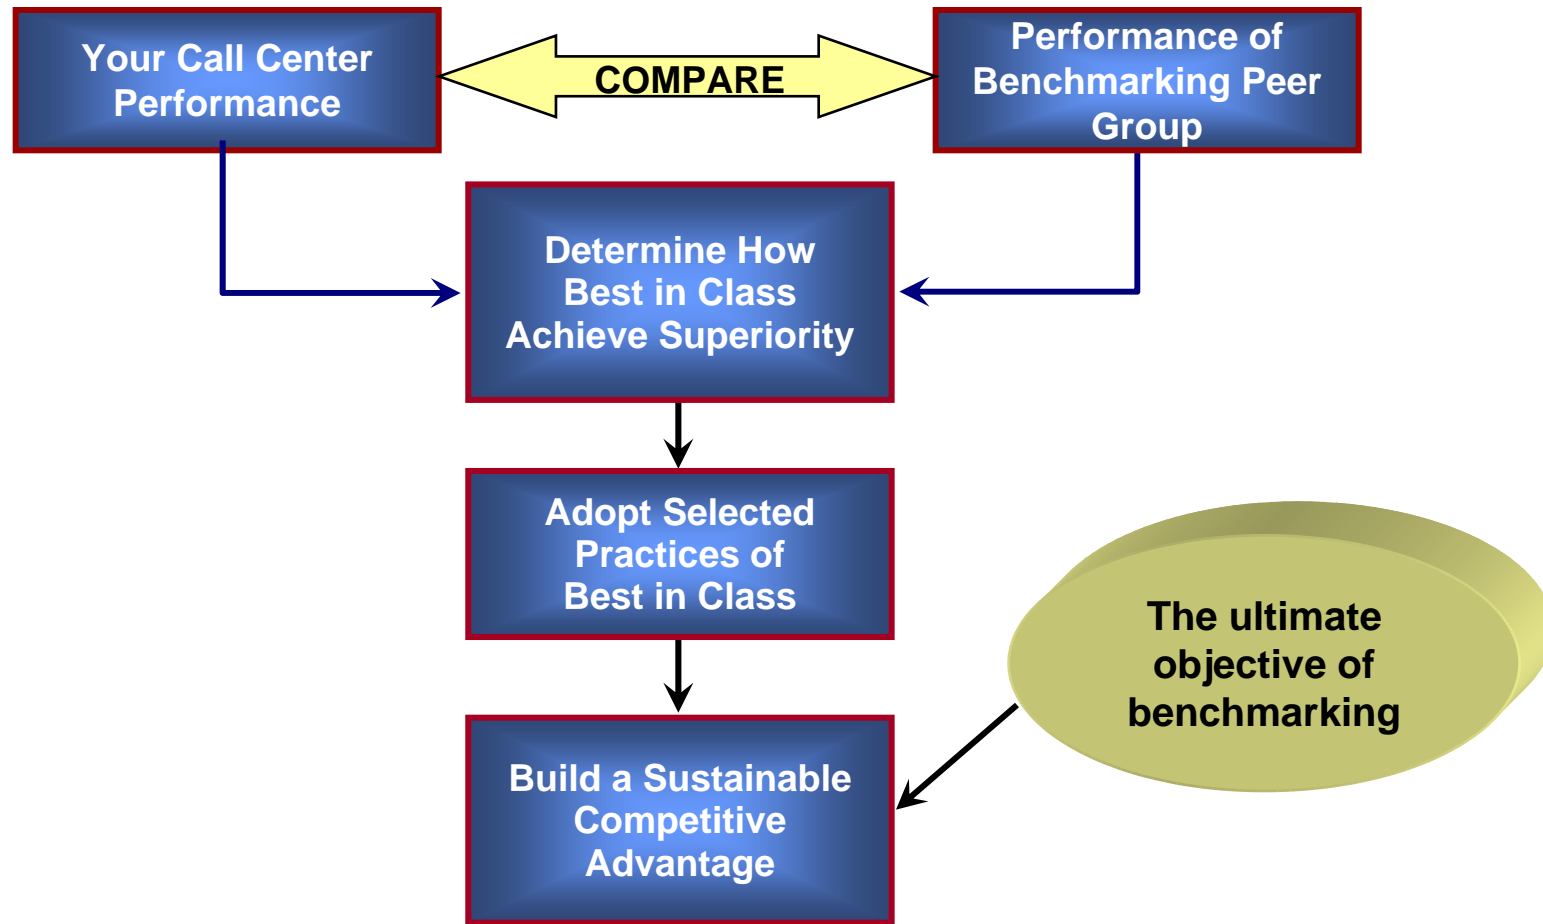 Your Call Center
Performance
COMPARE
Performance of
Benchmarking Peer
Group
Determine How
Best in Class
Achieve Superiority
Adopt Selected
Practices of
Best in Class
The ultimate
objective of
benchmarking
Build a Sustainable
Competitive
Advantage